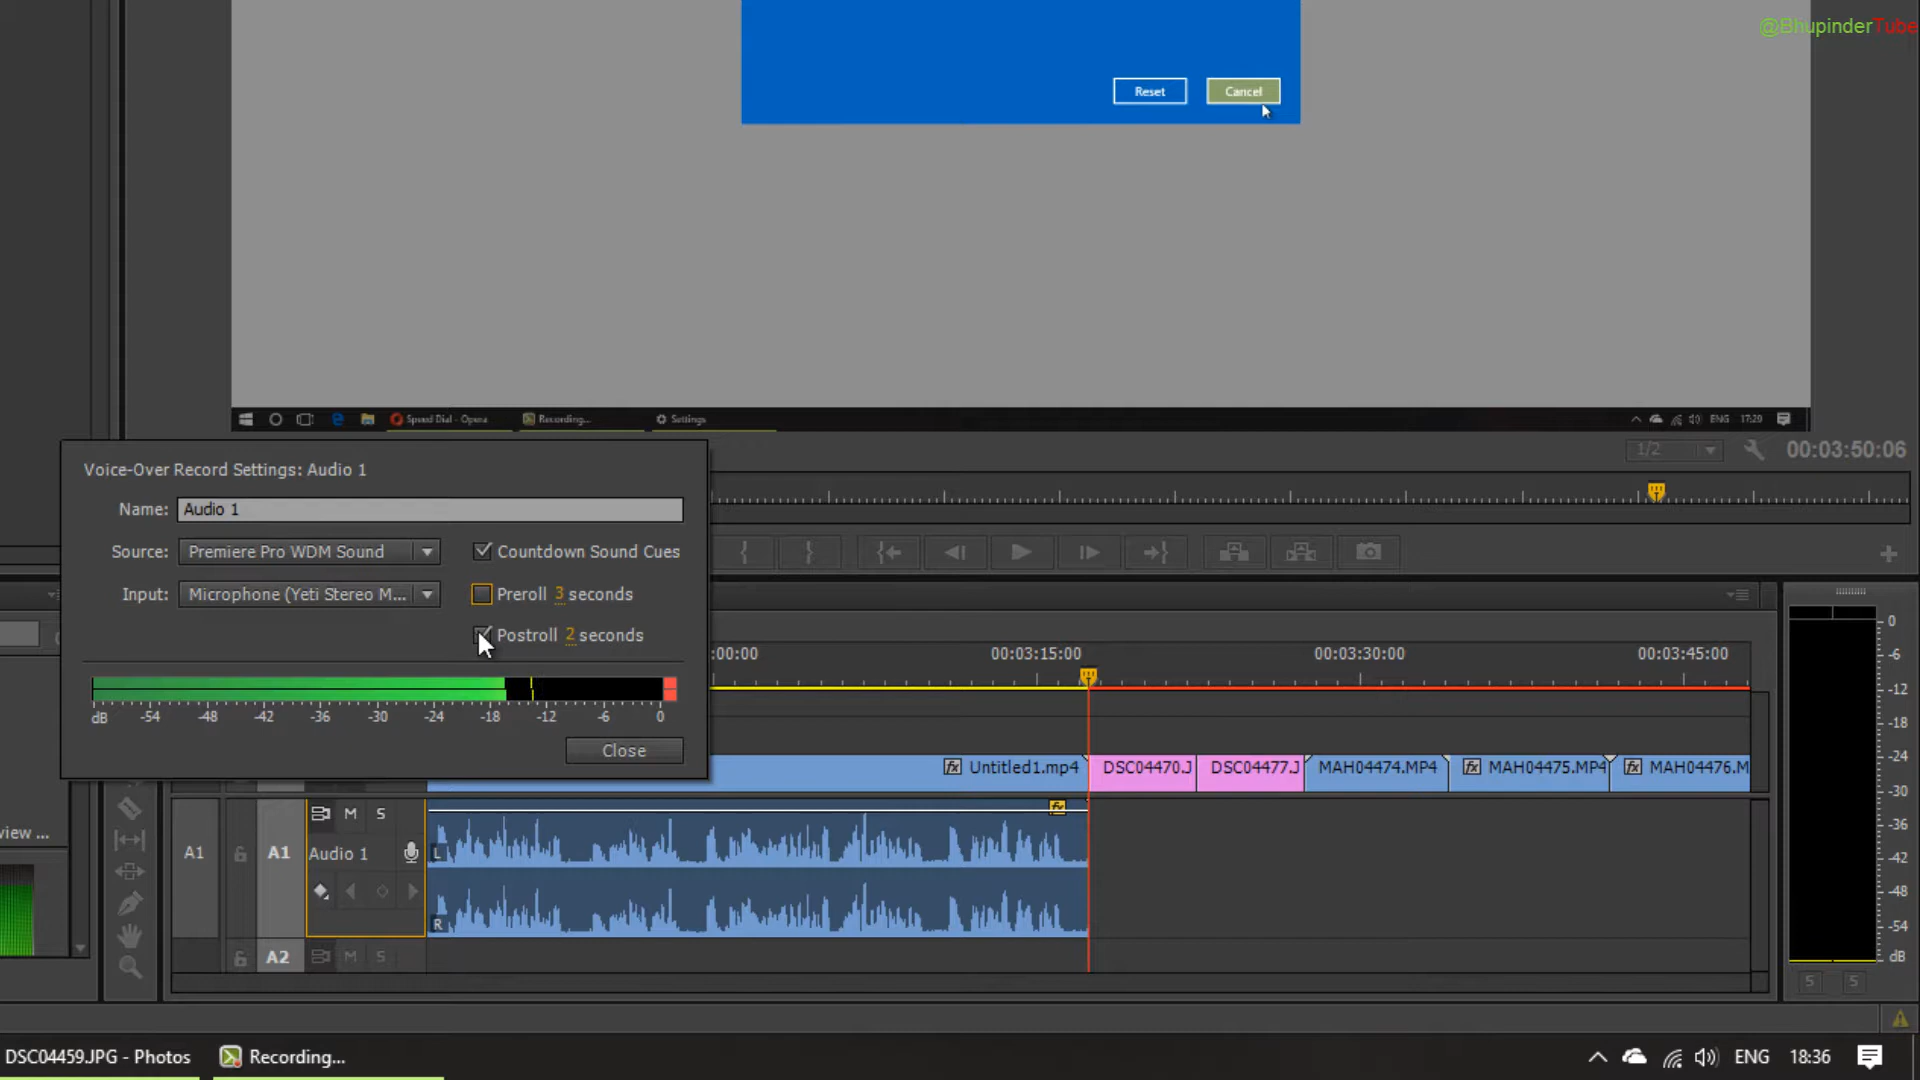 @BhupinderTube
Reset
Cancel
Speed Dial - Opera
Recording...
Settings
ENG
17:29
1/2
00:03:50:06
Voice-Over Record Settings: Audio 1
Name:
Audio 1
Source:
Premiere Pro WDM Sound
Countdown Sound Cues
Input:
Microphone (Yeti Stereo M...
Preroll 3 seconds
Postroll 2 seconds
dB -54 -48 -42 -36 -30 -24 -18 -12 -6 0
Close
:00:00
00:03:15:00
00:03:30:00
00:03:45:00
fx Untitled1.mp4
DSC04470.J
DSC04477.J
MAH04474.MP4
fx MAH04475.MP4
fx MAH04476.M
view ...
A1
A1
M S
Audio 1
fx
L
R
A2
M S
0
-6
-12
-18
-24
-30
-36
-42
-48
-54
dB
S S
DSC04459.JPG - Photos
Recording...
ENG
18:36